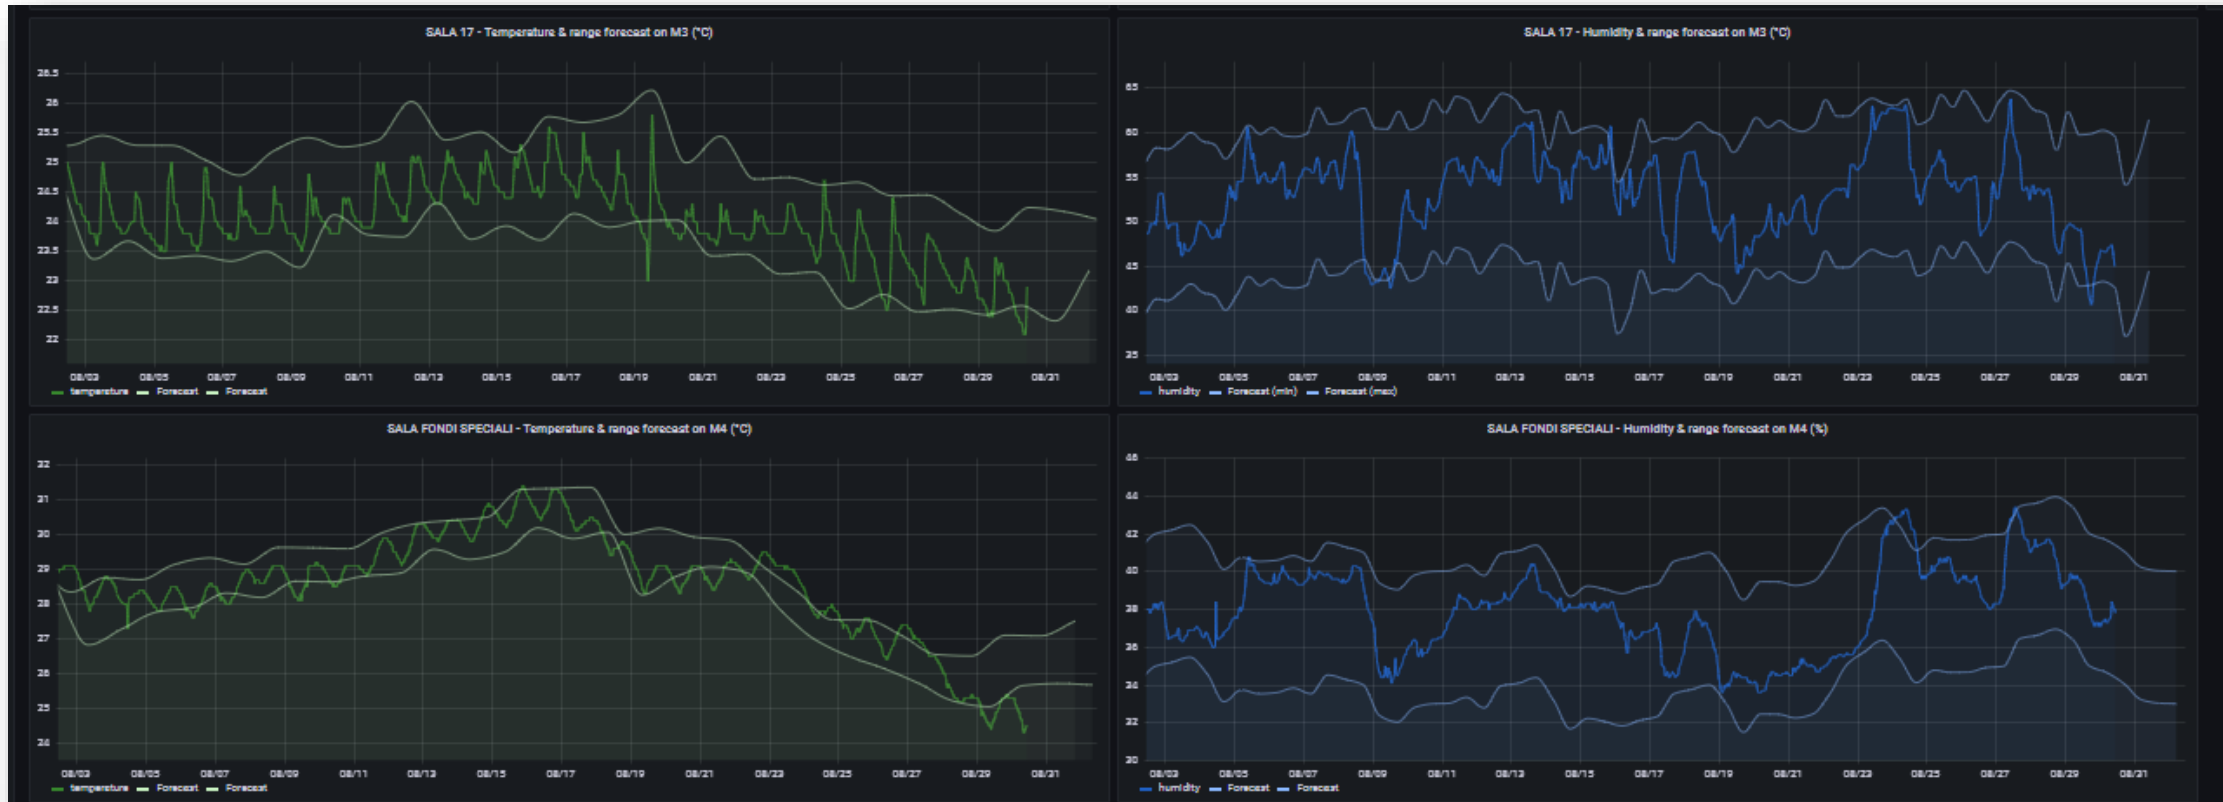 SALA 17 - Temperature & range forecast on M3 (°C)
26.5
26
25.5
25
24.5
24
23.5
23
22.5
22
08/03 08/05 08/07 08/09 08/11 08/13 08/15 08/17 08/19 08/21 08/23 08/25 08/27 08/29 08/31
temperature Forecast Forecast
SALA 17 - Humidity & range forecast on M3 (°C)
65
60
55
50
45
40
35
08/03 08/05 08/07 08/09 08/11 08/13 08/15 08/17 08/19 08/21 08/23 08/25 08/27 08/29 08/31
humidity Forecast (min) Forecast (max)
SALA FONDI SPECIALI - Temperature & range forecast on M4 (°C)
32
31
30
29
28
27
26
25
24
08/03 08/05 08/07 08/09 08/11 08/13 08/15 08/17 08/19 08/21 08/23 08/25 08/27 08/29 08/31
temperature Forecast Forecast
SALA FONDI SPECIALI - Humidity & range forecast on M4 (%)
46
44
42
40
38
36
34
32
30
08/03 08/05 08/07 08/09 08/11 08/13 08/15 08/17 08/19 08/21 08/23 08/25 08/27 08/29 08/31
humidity Forecast Forecast